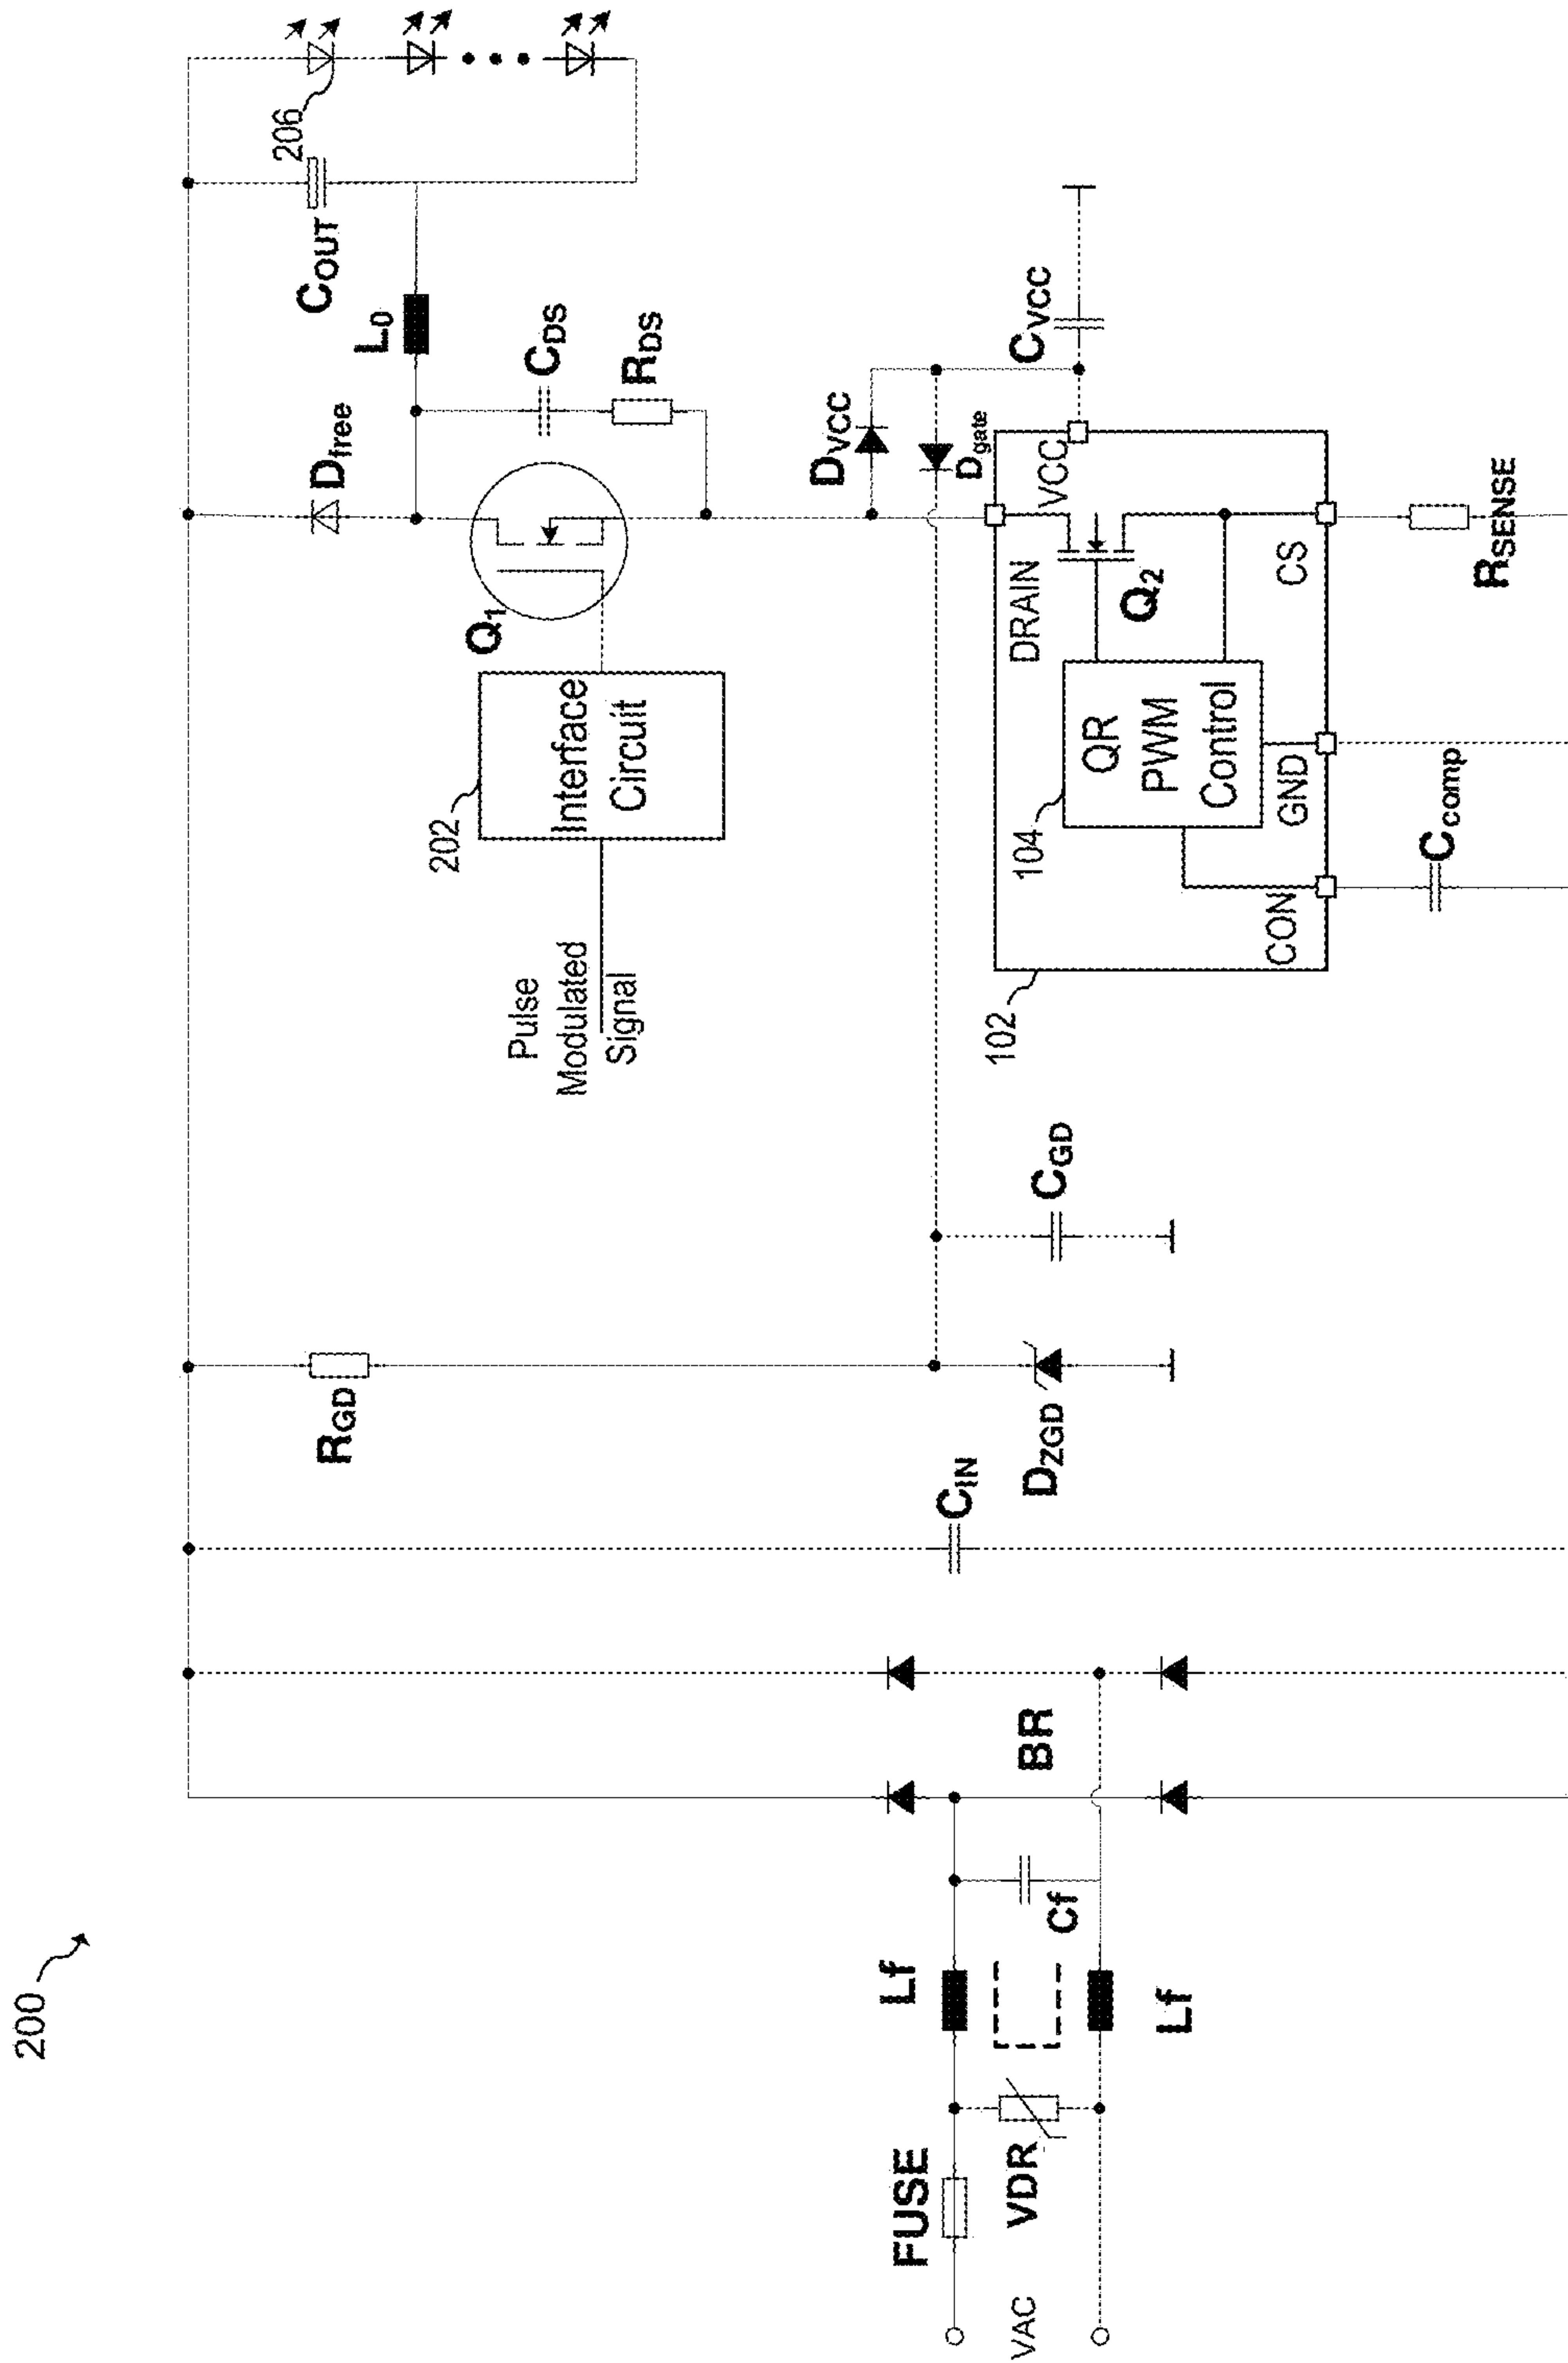 200
VAC
FUSE
VDR
Lf
Lf
Cf
BR
CIN
RGD
DZGD
CGD
Pulse
Modulated
Signal
202
Interface
Circuit
Q1
Dfree
L0
COUT
206
CDS
RDS
DVCC
Dgate
CVCC
102
104
QR
PWM
Control
DRAIN
VCC
Q2
CON
GND
CS
Ccomp
RSENSE